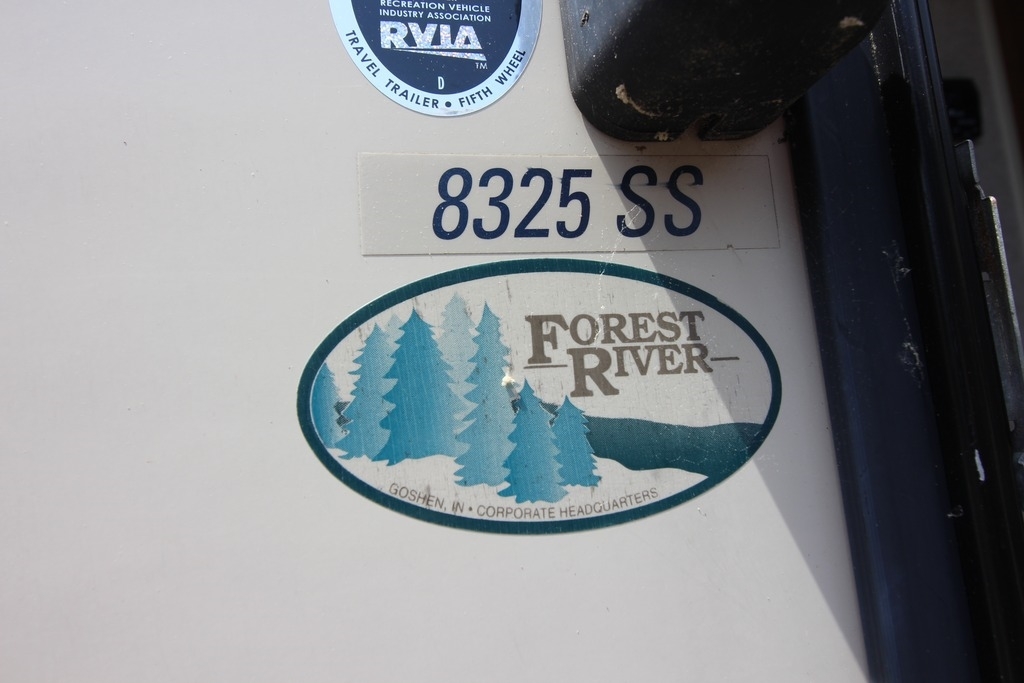 RECREATION VEHICLE
INDUSTRY ASSOCIATION
RVIA
TM
D
TRAVEL TRAILER • FIFTH WHEEL
8325 SS
FOREST
RIVER
GOSHEN, IN • CORPORATE HEADQUARTERS